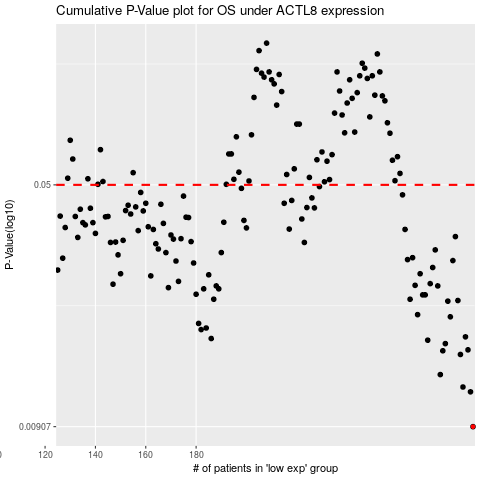 Cumulative P-Value plot for OS under ACTL8 expression
P-Value(log10)
0.05
0.00907
0 120 140 160 180
# of patients in 'low exp' group